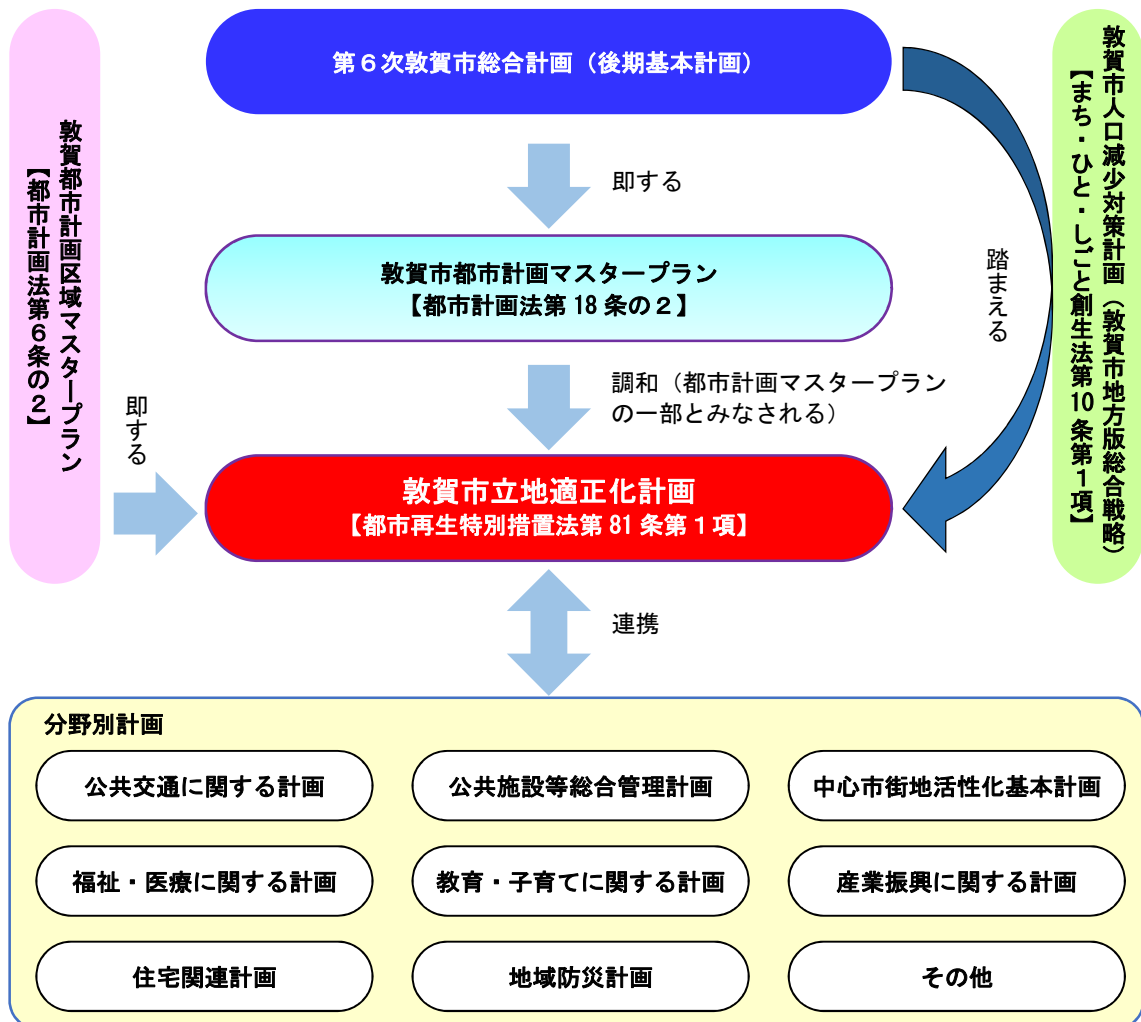 第６次敦賀市総合計画（後期基本計画）
敦賀都市計画区域マスタープラン
【都市計画法第６条の２】
敦賀市人口減少対策計画（敦賀市地方版総合戦略）
【まち・ひと・しごと創生法第10条第１項】
即する
敦賀市都市計画マスタープラン
【都市計画法第 18 条の２】
踏まえる
調和（都市計画マスタープラン
の一部とみなされる）
即する
敦賀市立地適正化計画
【都市再生特別措置法第 81 条第１項】
連携
分野別計画
公共交通に関する計画
公共施設等総合管理計画
中心市街地活性化基本計画
福祉・医療に関する計画
教育・子育てに関する計画
産業振興に関する計画
住宅関連計画
地域防災計画
その他